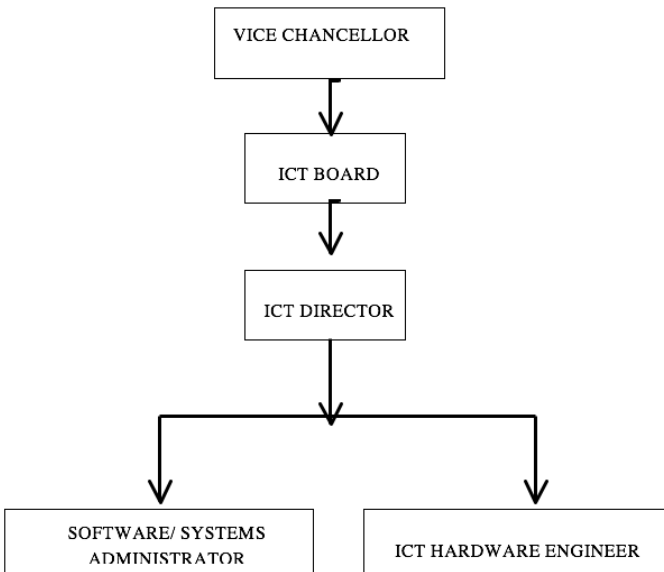 VICE CHANCELLOR
ICT BOARD
ICT DIRECTOR
SOFTWARE/ SYSTEMS
ADMINISTRATOR
ICT HARDWARE ENGINEER